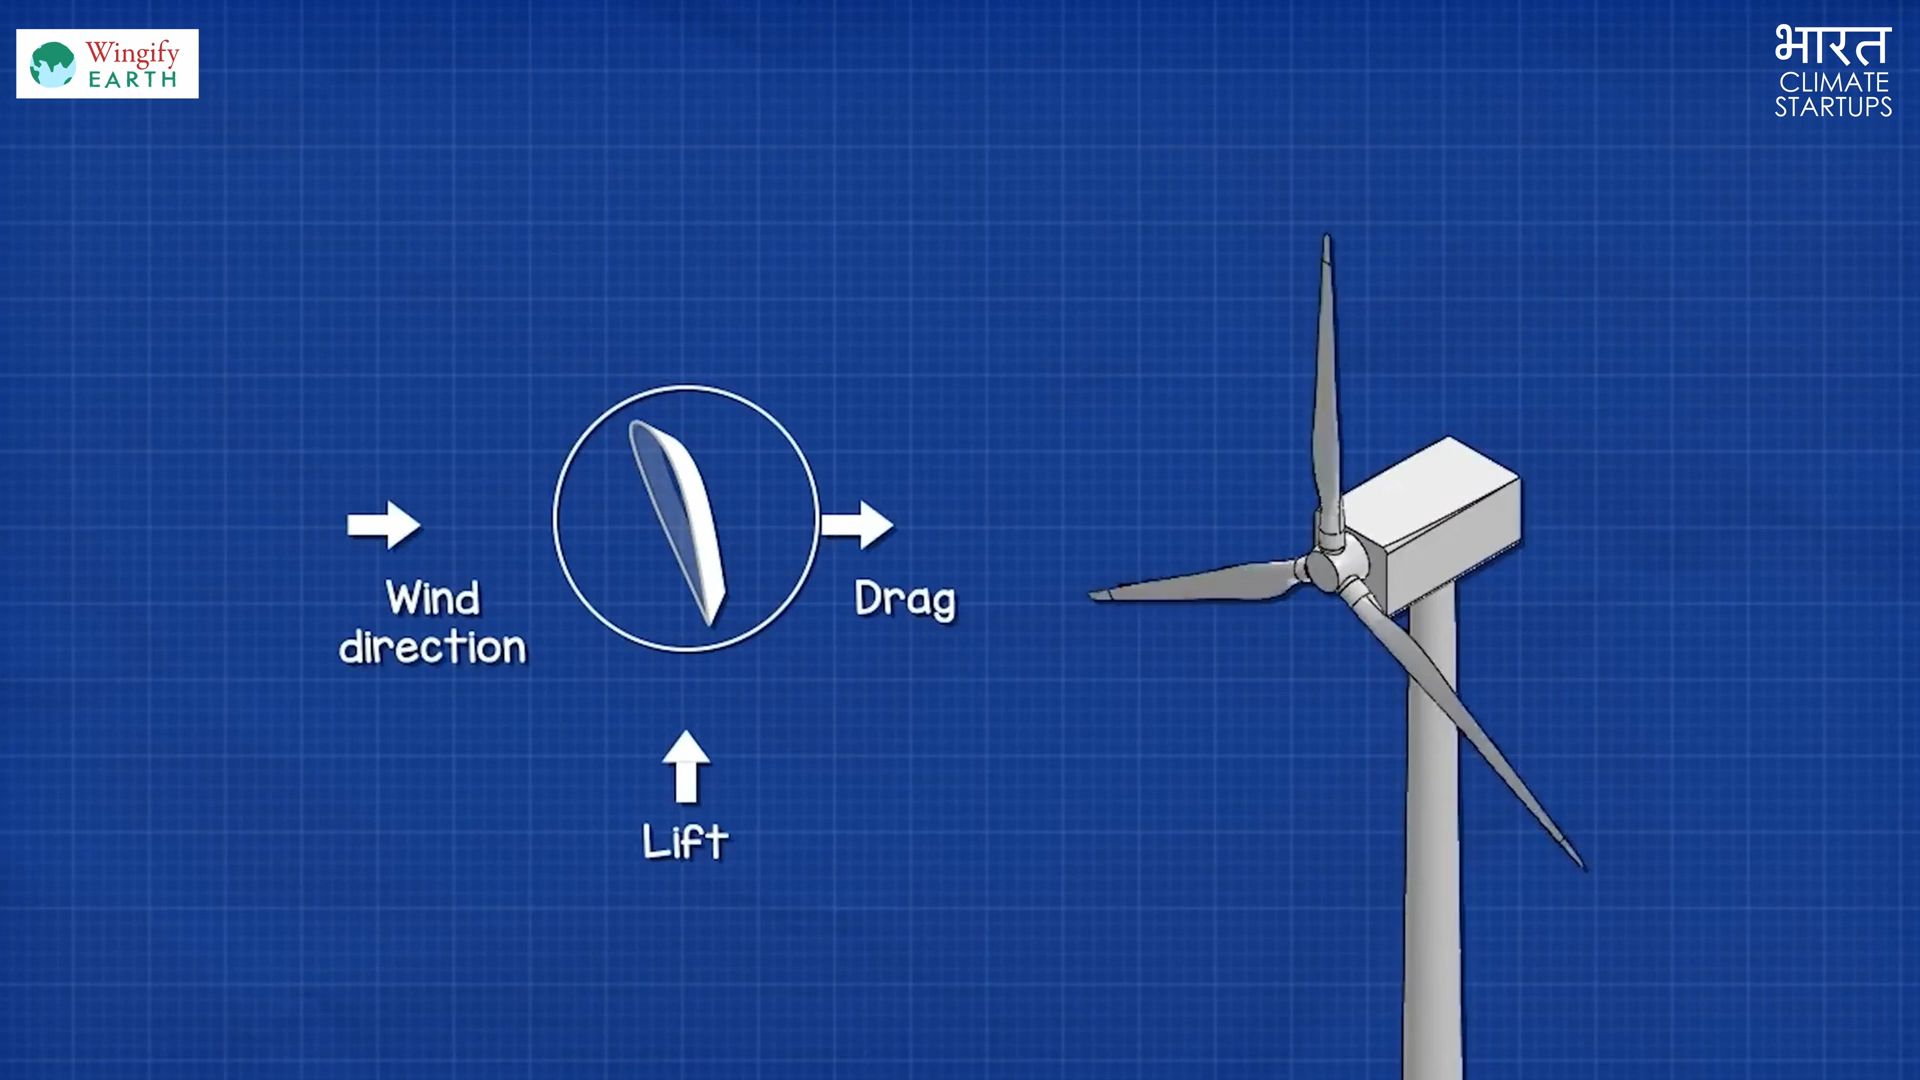 Wingify
EARTH
भारत
CLIMATE
STARTUPS
Wind
direction
Drag
Lift